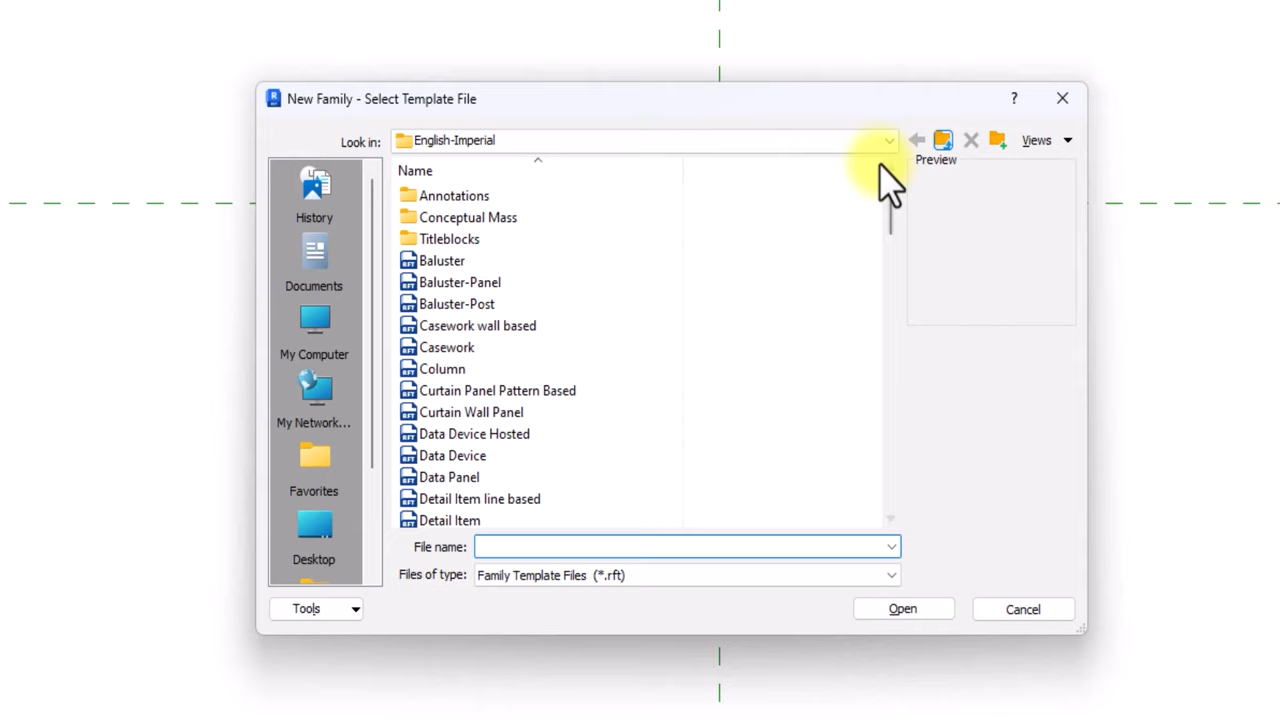 New Family - Select Template File
?
Look in:
English-Imperial
Views
Preview
Name
Annotations
Conceptual Mass
Titleblocks
Baluster
Baluster-Panel
Baluster-Post
Casework wall based
Casework
Column
Curtain Panel Pattern Based
Curtain Wall Panel
Data Device Hosted
Data Device
Data Panel
Detail Item line based
Detail Item
History
Documents
My Computer
My Network...
Favorites
Desktop
File name:
Files of type:
Family Template Files (*.rft)
Tools
Open
Cancel